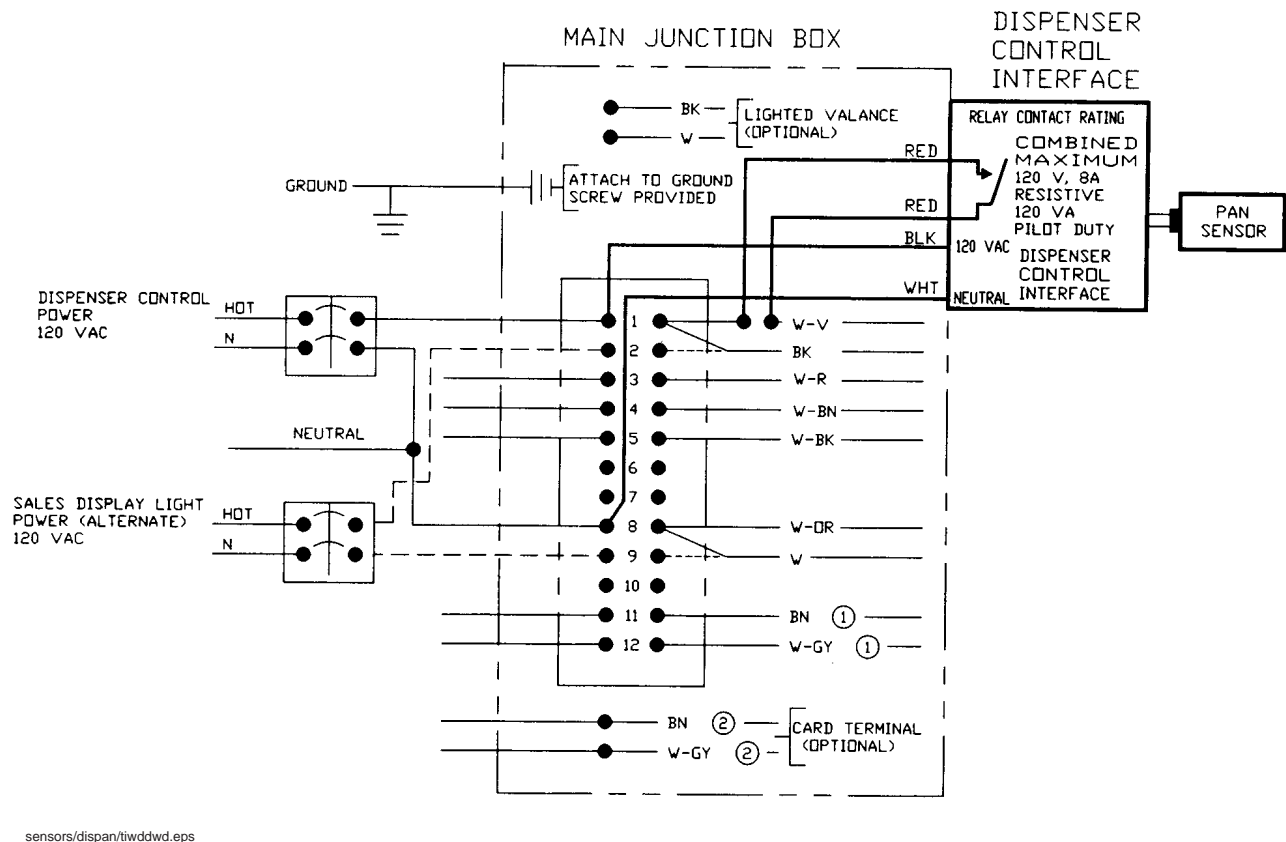 MAIN JUNCTION BOX
DISPENSER
CONTROL
INTERFACE
BK
W
LIGHTED VALANCE
(OPTIONAL)
GROUND
ATTACH TO GROUND
SCREW PROVIDED
RED
RED
BLK
WHT
RELAY CONTACT RATING
COMBINED
MAXIMUM
120 V, 8A
RESISTIVE
120 VA
PILOT DUTY
120 VAC
DISPENSER
CONTROL
INTERFACE
NEUTRAL
PAN
SENSOR
DISPENSER CONTROL
POWER
120 VAC
HOT
N
NEUTRAL
SALES DISPLAY LIGHT
POWER (ALTERNATE)
120 VAC
HOT
N
1 W-V
2 BK
3 W-R
4 W-BN
5 W-BK
6
7
8 W-OR
9 W
10
11 BN 1
12 W-GY 1
BN 2
W-GY 2
CARD TERMINAL
(OPTIONAL)
sensors/dispan/tiwddwd.eps